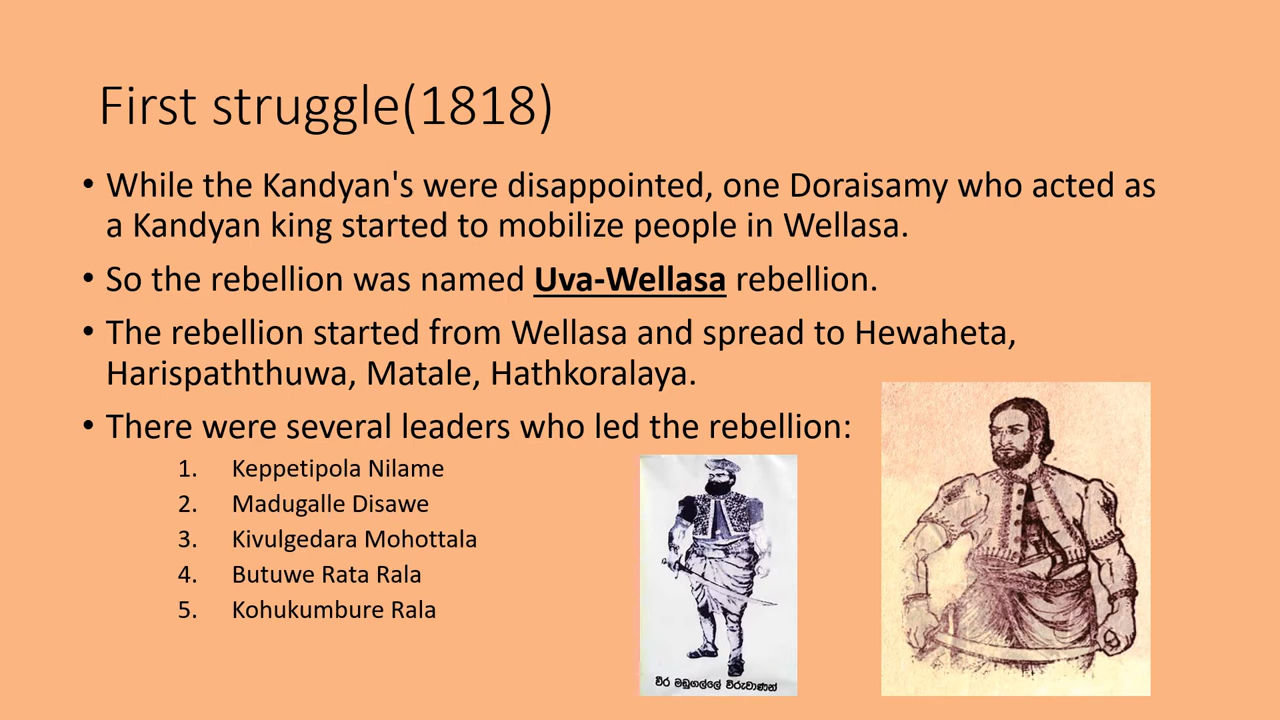 First struggle(1818)
• While the Kandyan's were disappointed, one Doraisamy who acted as
a Kandyan king started to mobilize people in Wellasa.
• So the rebellion was named Uva-Wellasa rebellion.
• The rebellion started from Wellasa and spread to Hewaheta,
Harispaththuwa, Matale, Hathkoralaya.
• There were several leaders who led the rebellion:
1. Keppetipola Nilame
2. Madugalle Disawe
3. Kivulgedara Mohottala
4. Butuwe Rata Rala
5. Kohukumbure Rala
වීර මඩුගල්ලේ වීරුවාණන්